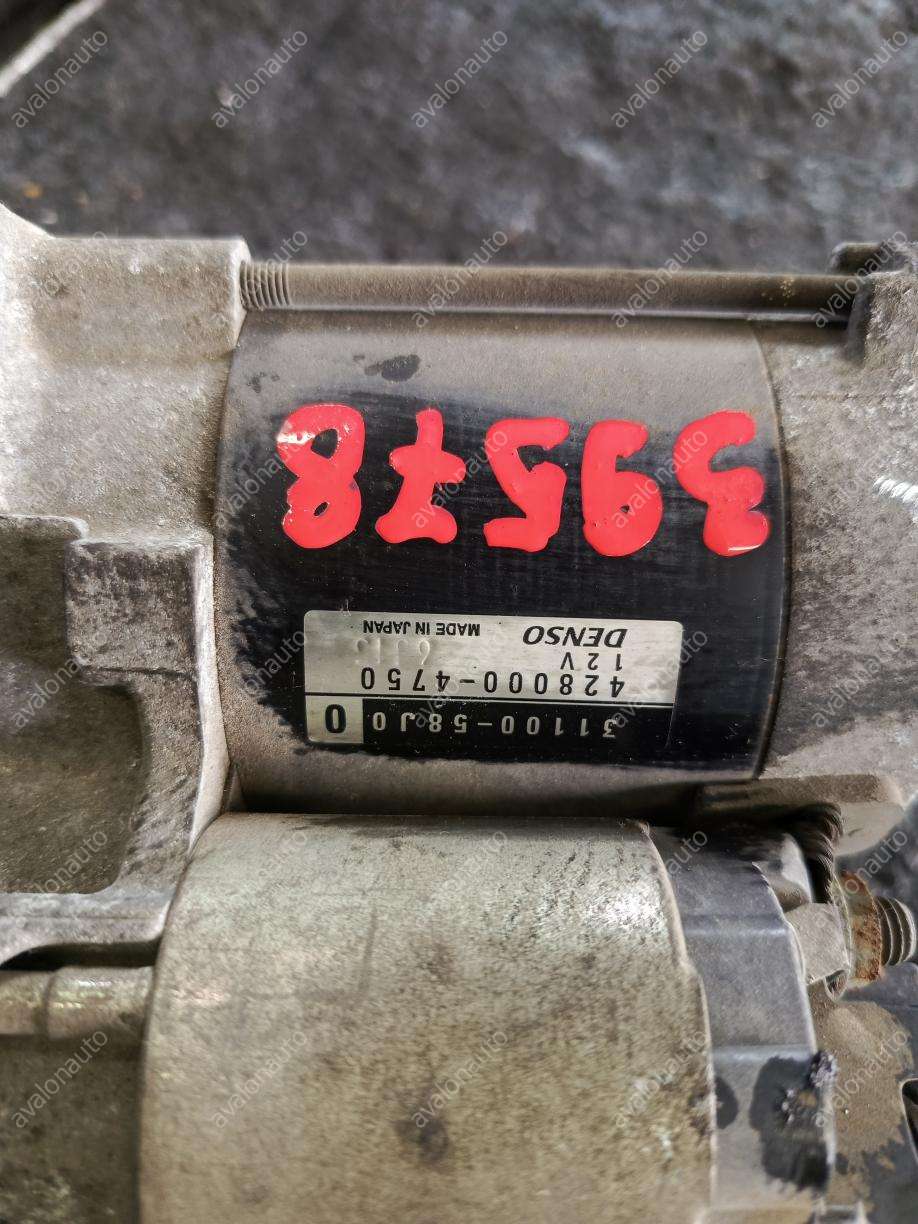 31100-58J0 0
428000-4750
12V
DENSO MADE IN JAPAN
39578
avalonauto